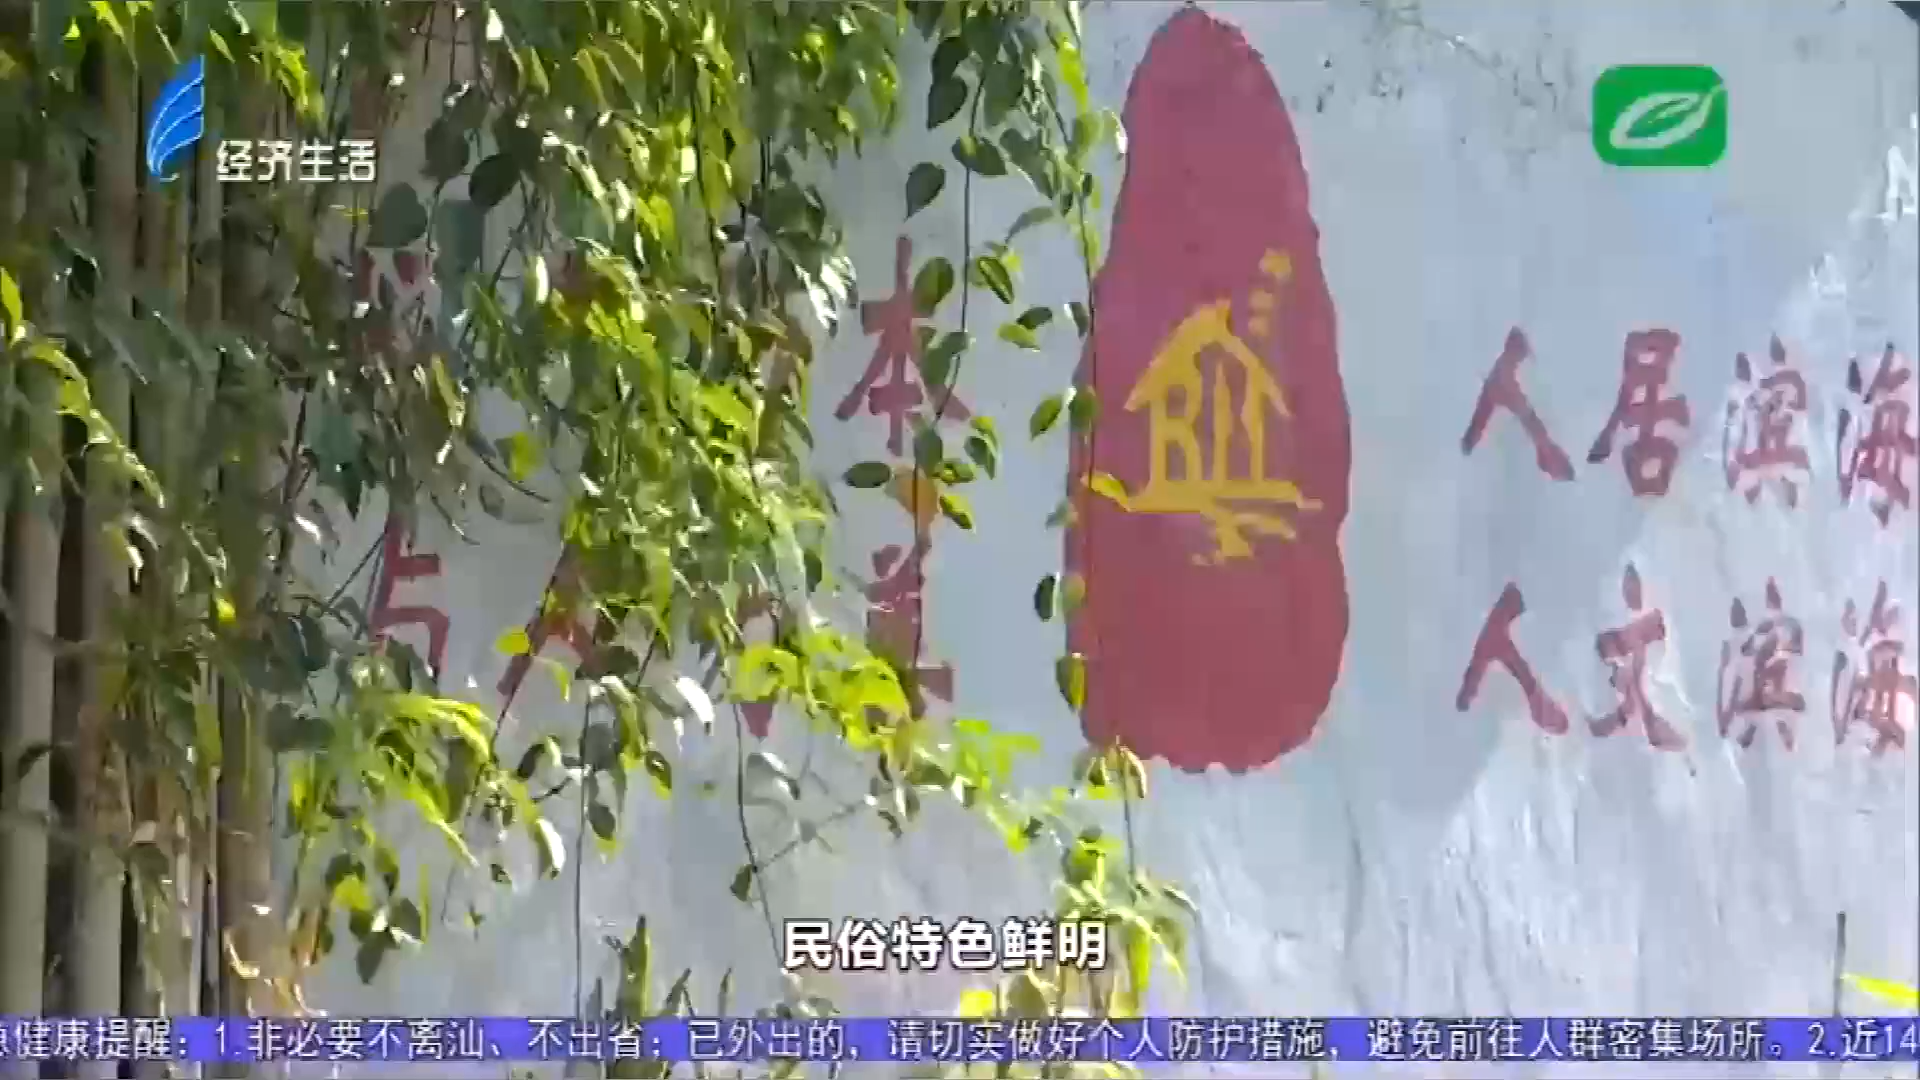 经济生活
本
人居滨海
人文滨海
民俗特色鲜明
健康提醒：1.非必要不离汕、不出省；已外出的，请切实做好个人防护措施，避免前往人群密集场所。2.近14